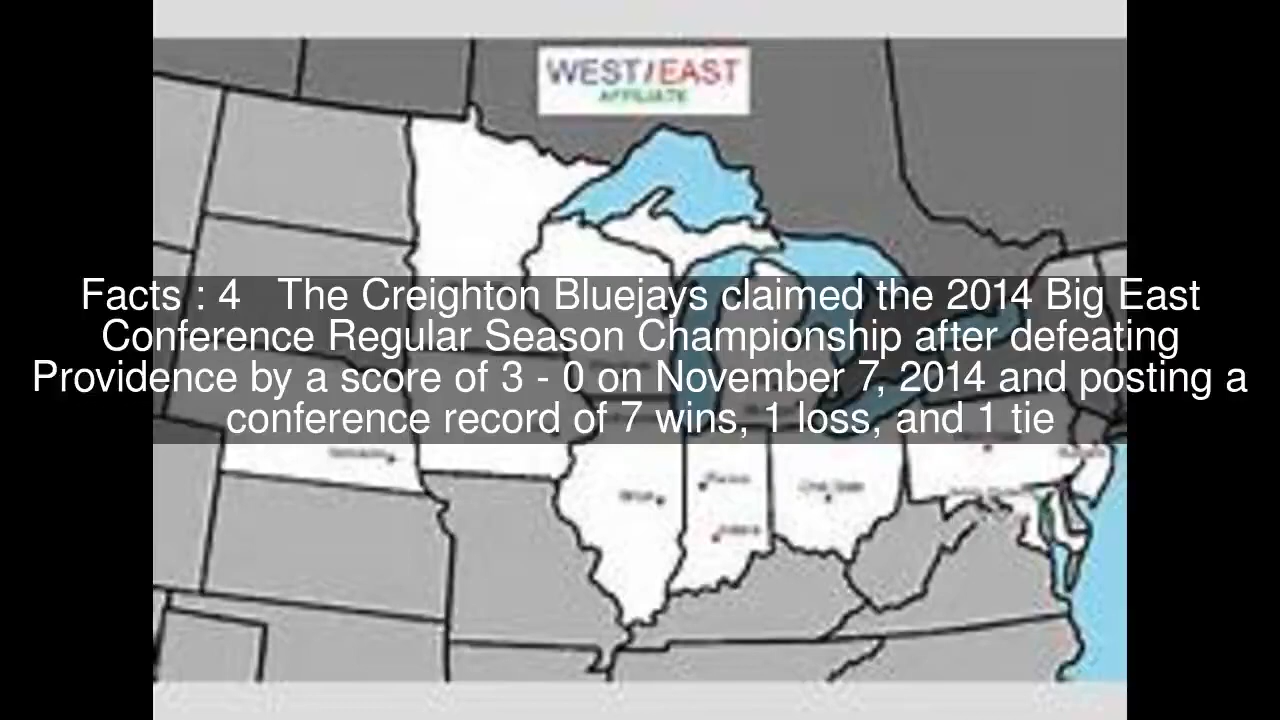 WEST/EAST
AFFILIATE
Facts : 4 The Creighton Bluejays claimed the 2014 Big East
Conference Regular Season Championship after defeating
Providence by a score of 3 - 0 on November 7, 2014 and posting a
conference record of 7 wins, 1 loss, and 1 tie
Ohio State